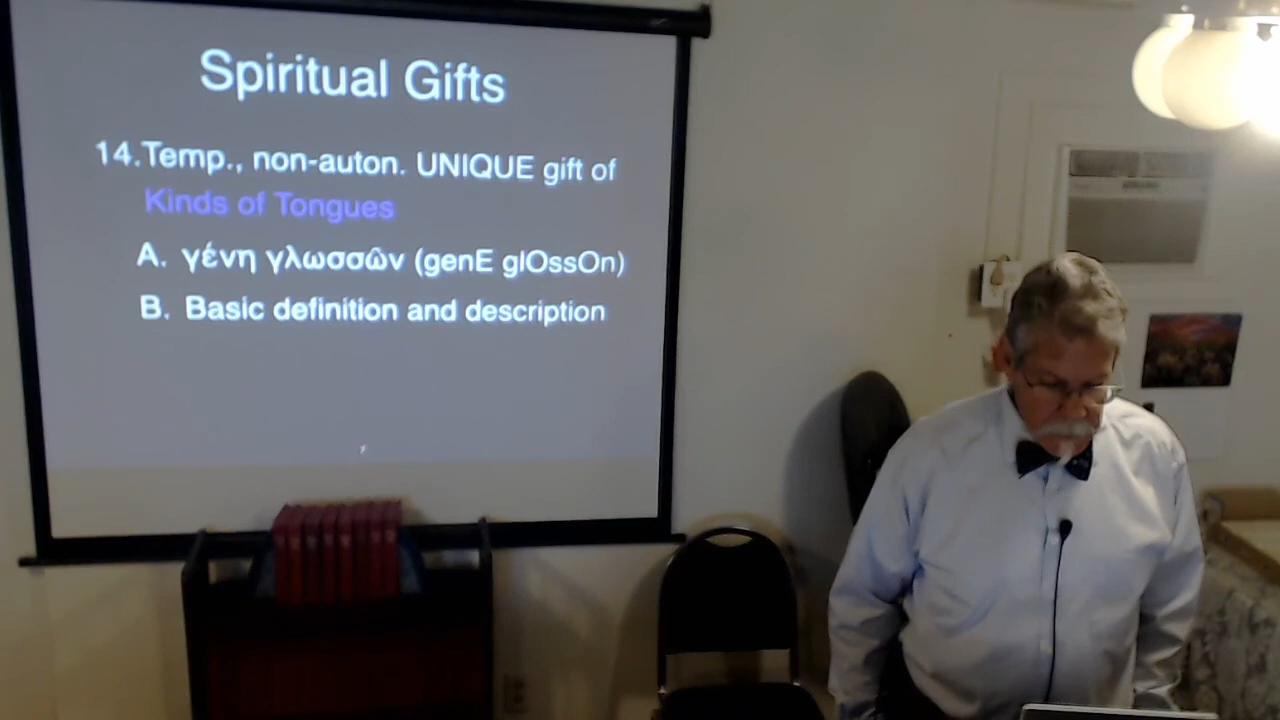 Spiritual Gifts
14. Temp., non-auton. UNIQUE gift of
Kinds of Tongues
A. γένη γλωσσῶν (genE glOssOn)
B. Basic definition and description